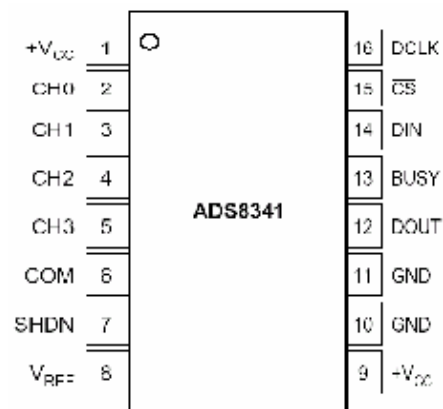 +VCC 1 16 DCLK
CH0 2 15 C̅S̅
CH1 3 14 DIN
CH2 4 13 BUSY
ADS8341
CH3 5 12 DOUT
COM 6 11 GND
SHDN 7 10 GND
VREF 8 9 +VCC